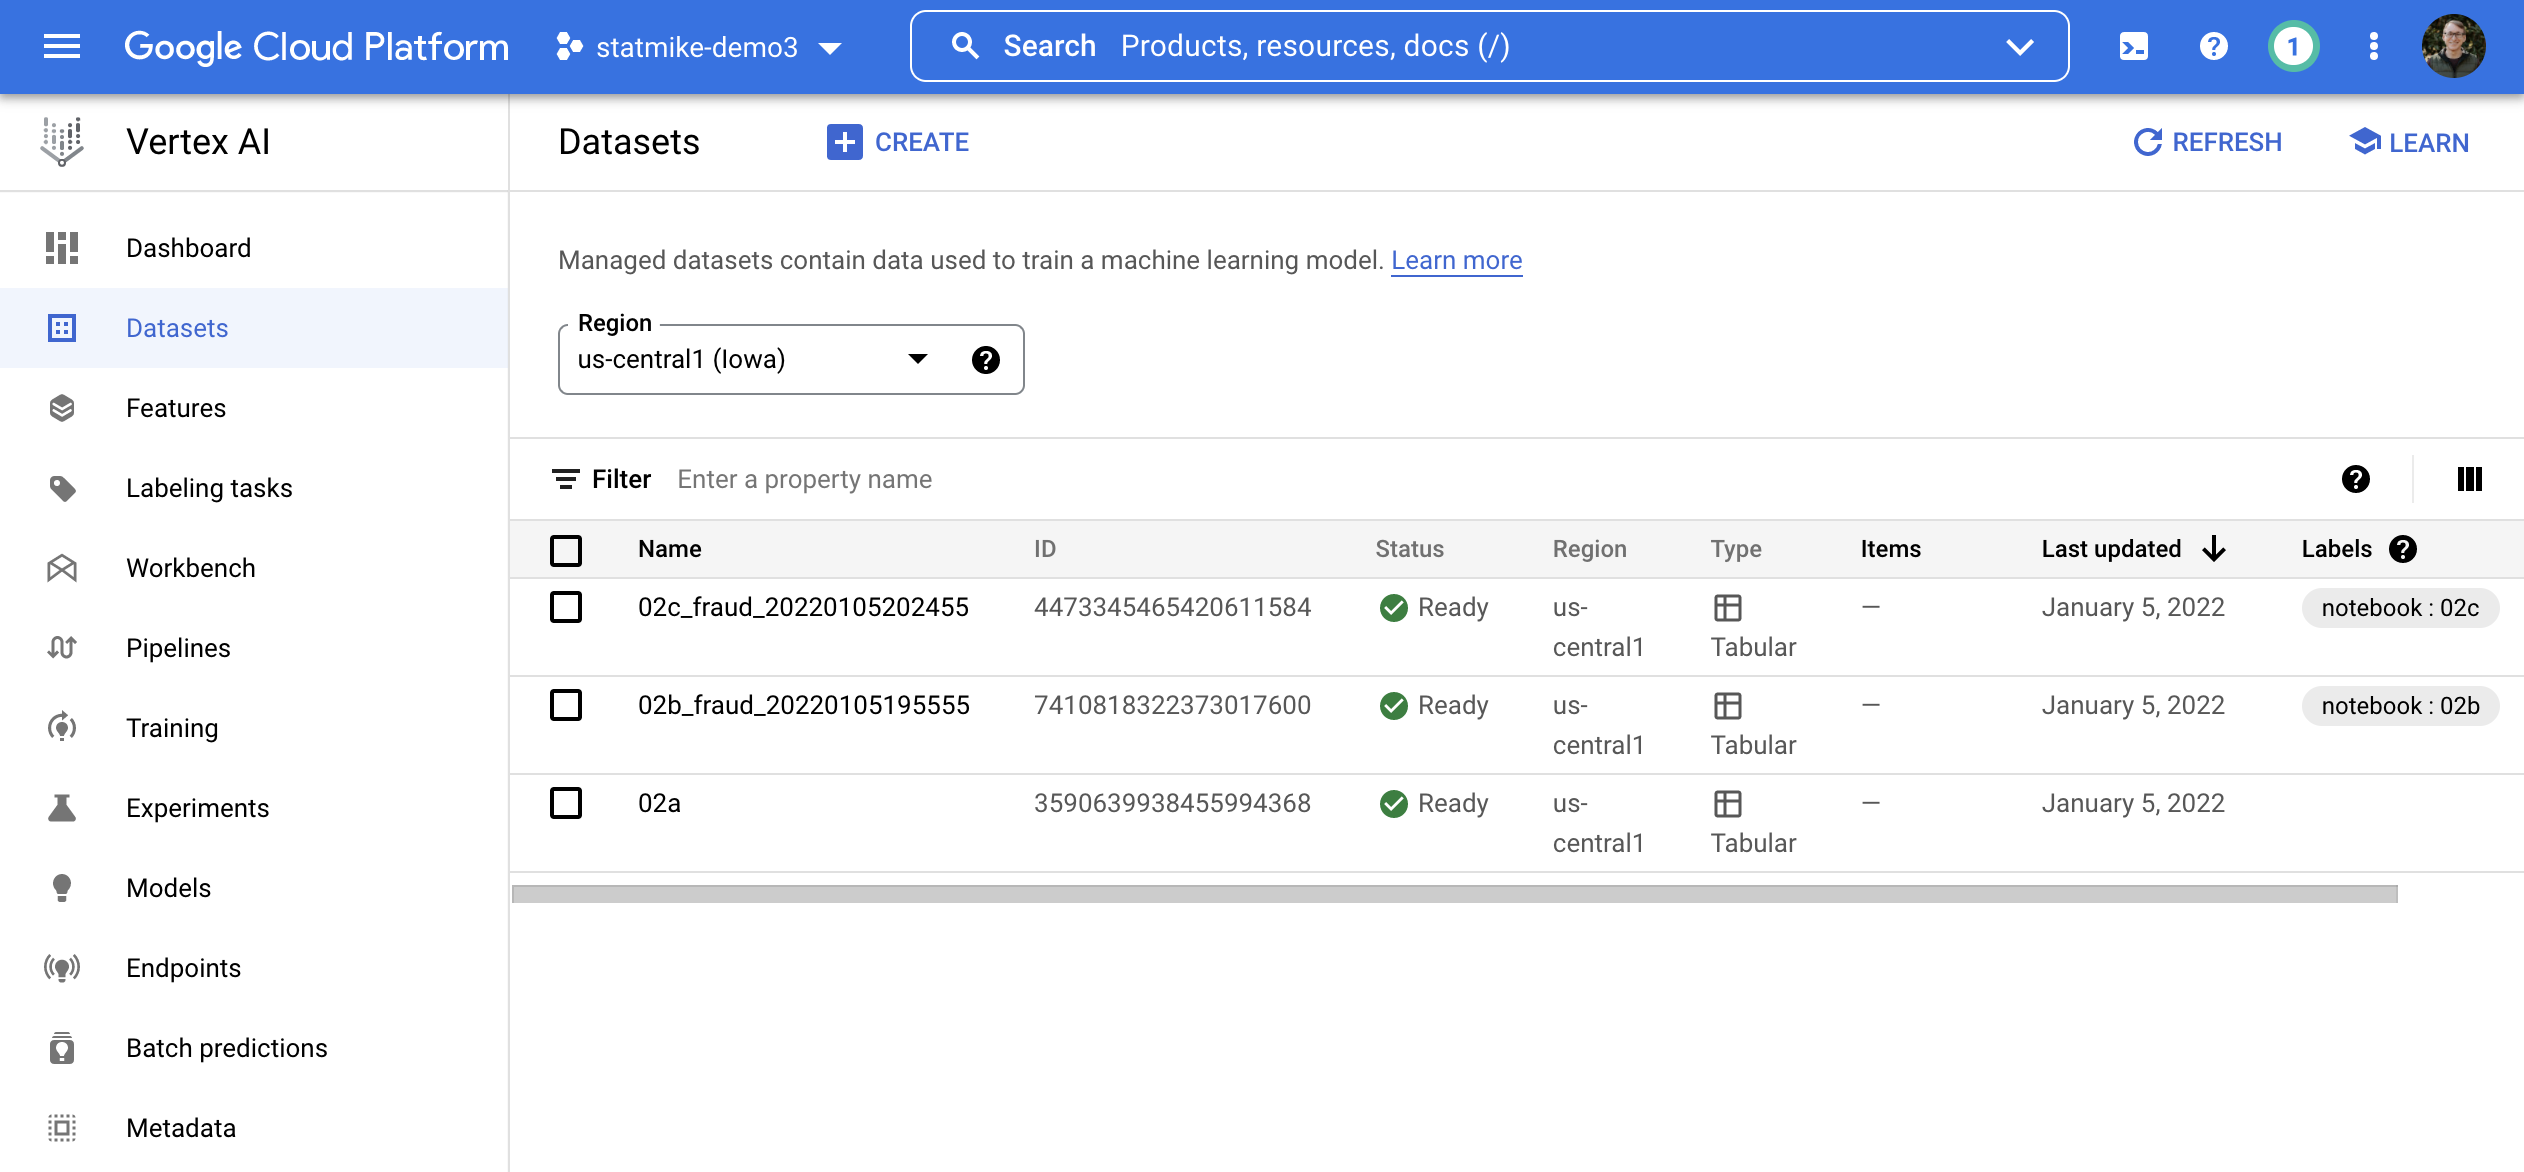 Google Cloud Platform
statmike-demo3
Search Products, resources, docs (/)
1
Vertex AI
Datasets
CREATE
REFRESH
LEARN
Dashboard
Datasets
Features
Labeling tasks
Workbench
Pipelines
Training
Experiments
Models
Endpoints
Batch predictions
Metadata
Managed datasets contain data used to train a machine learning model. Learn more
Region
us-central1 (Iowa)
Filter Enter a property name
Name ID Status Region Type Items Last updated Labels
02c_fraud_20220105202455 4473345465420611584 Ready us- — January 5, 2022 notebook : 02c
central1 Tabular
02b_fraud_20220105195555 7410818322373017600 Ready us- — January 5, 2022 notebook : 02b
central1 Tabular
02a 3590639938455994368 Ready us- — January 5, 2022
central1 Tabular